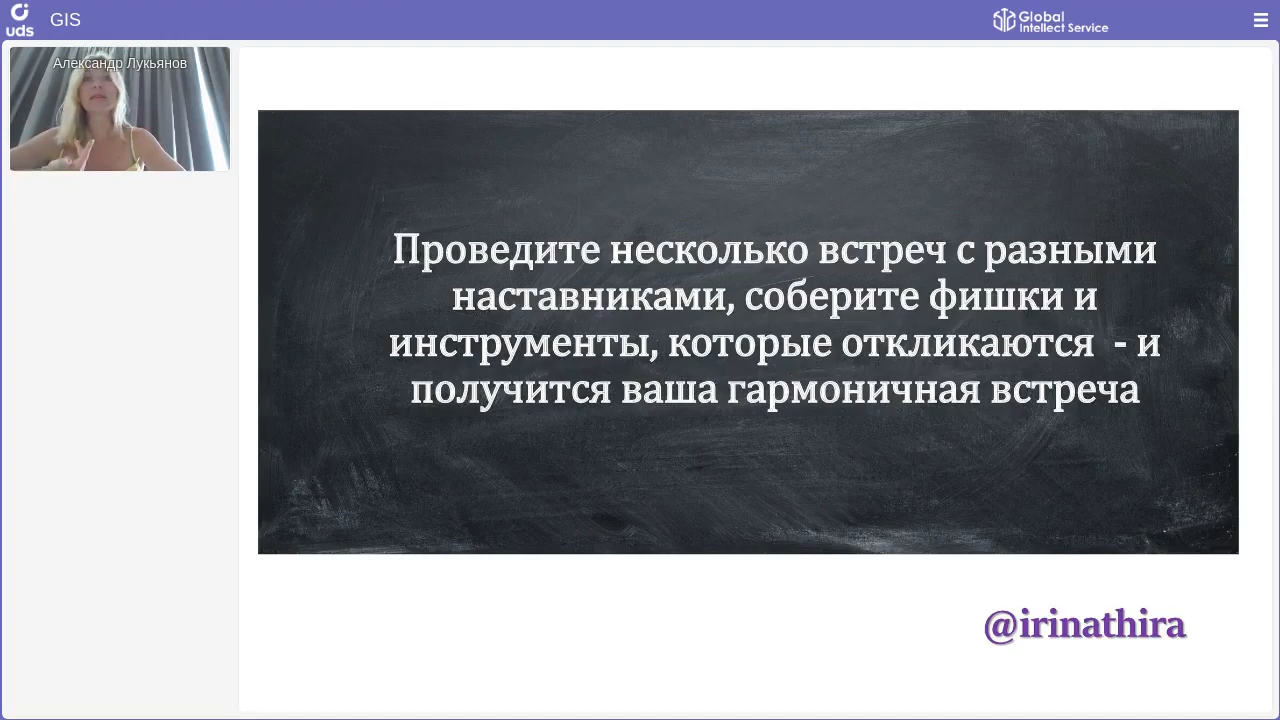 uds
GIS
Global
Intellect Service
Александр Лукьянов
Проведите несколько встреч с разными
наставниками, соберите фишки и
инструменты, которые откликаются - и
получится ваша гармоничная встреча
@irinathira